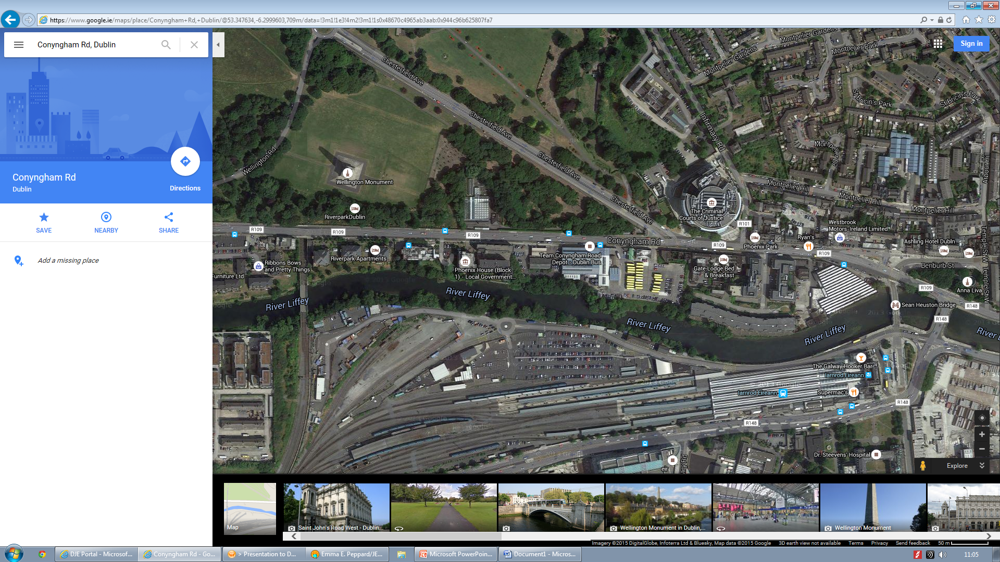 https://www.google.ie/maps/place/Conyngham+Rd,+Dublin/@53.347634,-6.2999603,709m/data=!3m1!1e3!4m2!3m1!1s0x48670c4965ab3aab:0x944c96b625807fa7
Conyngham Rd, Dublin
Sign in
Conyngham Rd
Dublin
Directions
SAVE
NEARBY
SHARE
Add a missing place
Montpelier Gardens
Montpelier Park
Montpelier Gardens
Chesterfield Ave
St Bricin's Park
St Bricin's Park
Chesterfield Ave
Infirmary Rd
Wellington Rd
Montpelier Dr
Chesterfield Ave
Arbour Hill
Wellington Monument
Montpelier Hill
Montpelier Hill
Montpelier Hill
Chesterfield Ave
RiverparkDublin
The Criminal
Courts of Justice
R101
R109
R109
R109
Westbrook
Motors-Ireland Limited
Ryan's
Conyngham Rd
R109
Phoenix Park
Ashling Hotel Dubln
Temple St W
Temple St W
Riverpark Apartments
Team Conyngham Road
Depot - Dublin Bus
R109
Ribbons Bows
and Pretty Things
Phoenix House (Block
1) - Local Government...
Gate Lodge Bed
& Breakfast
Benburb St
Furniture Ltd
R109
Anna Liva
River Liffey
River Liffey
Sean Heuston Bridge
R148
R148
River Liffey
River Liffey
River L
The Galway Hooker Bar
Iarnrod Eireann
Iarnrod Eireann
Supermac's
R148
R148
Dr. Steevens' Hospital
eir
ary Rd
Explore
Map
Saint John's Road West - Dublin...
Wellington Monument in Dublin,...
Wellington Monument
Imagery ©2015 DigitalGlobe, Infoterra Ltd & Bluesky, Map data ©2015 Google
3D earth view not available
Terms
Privacy
Send feedback
50 m
DJE Portal - Microsof...
Conyngham Rd - Go...
> Presentation to D...
Emma E. Peppard/JE...
Microsoft PowerPoin...
Document1 - Micros...
11:05